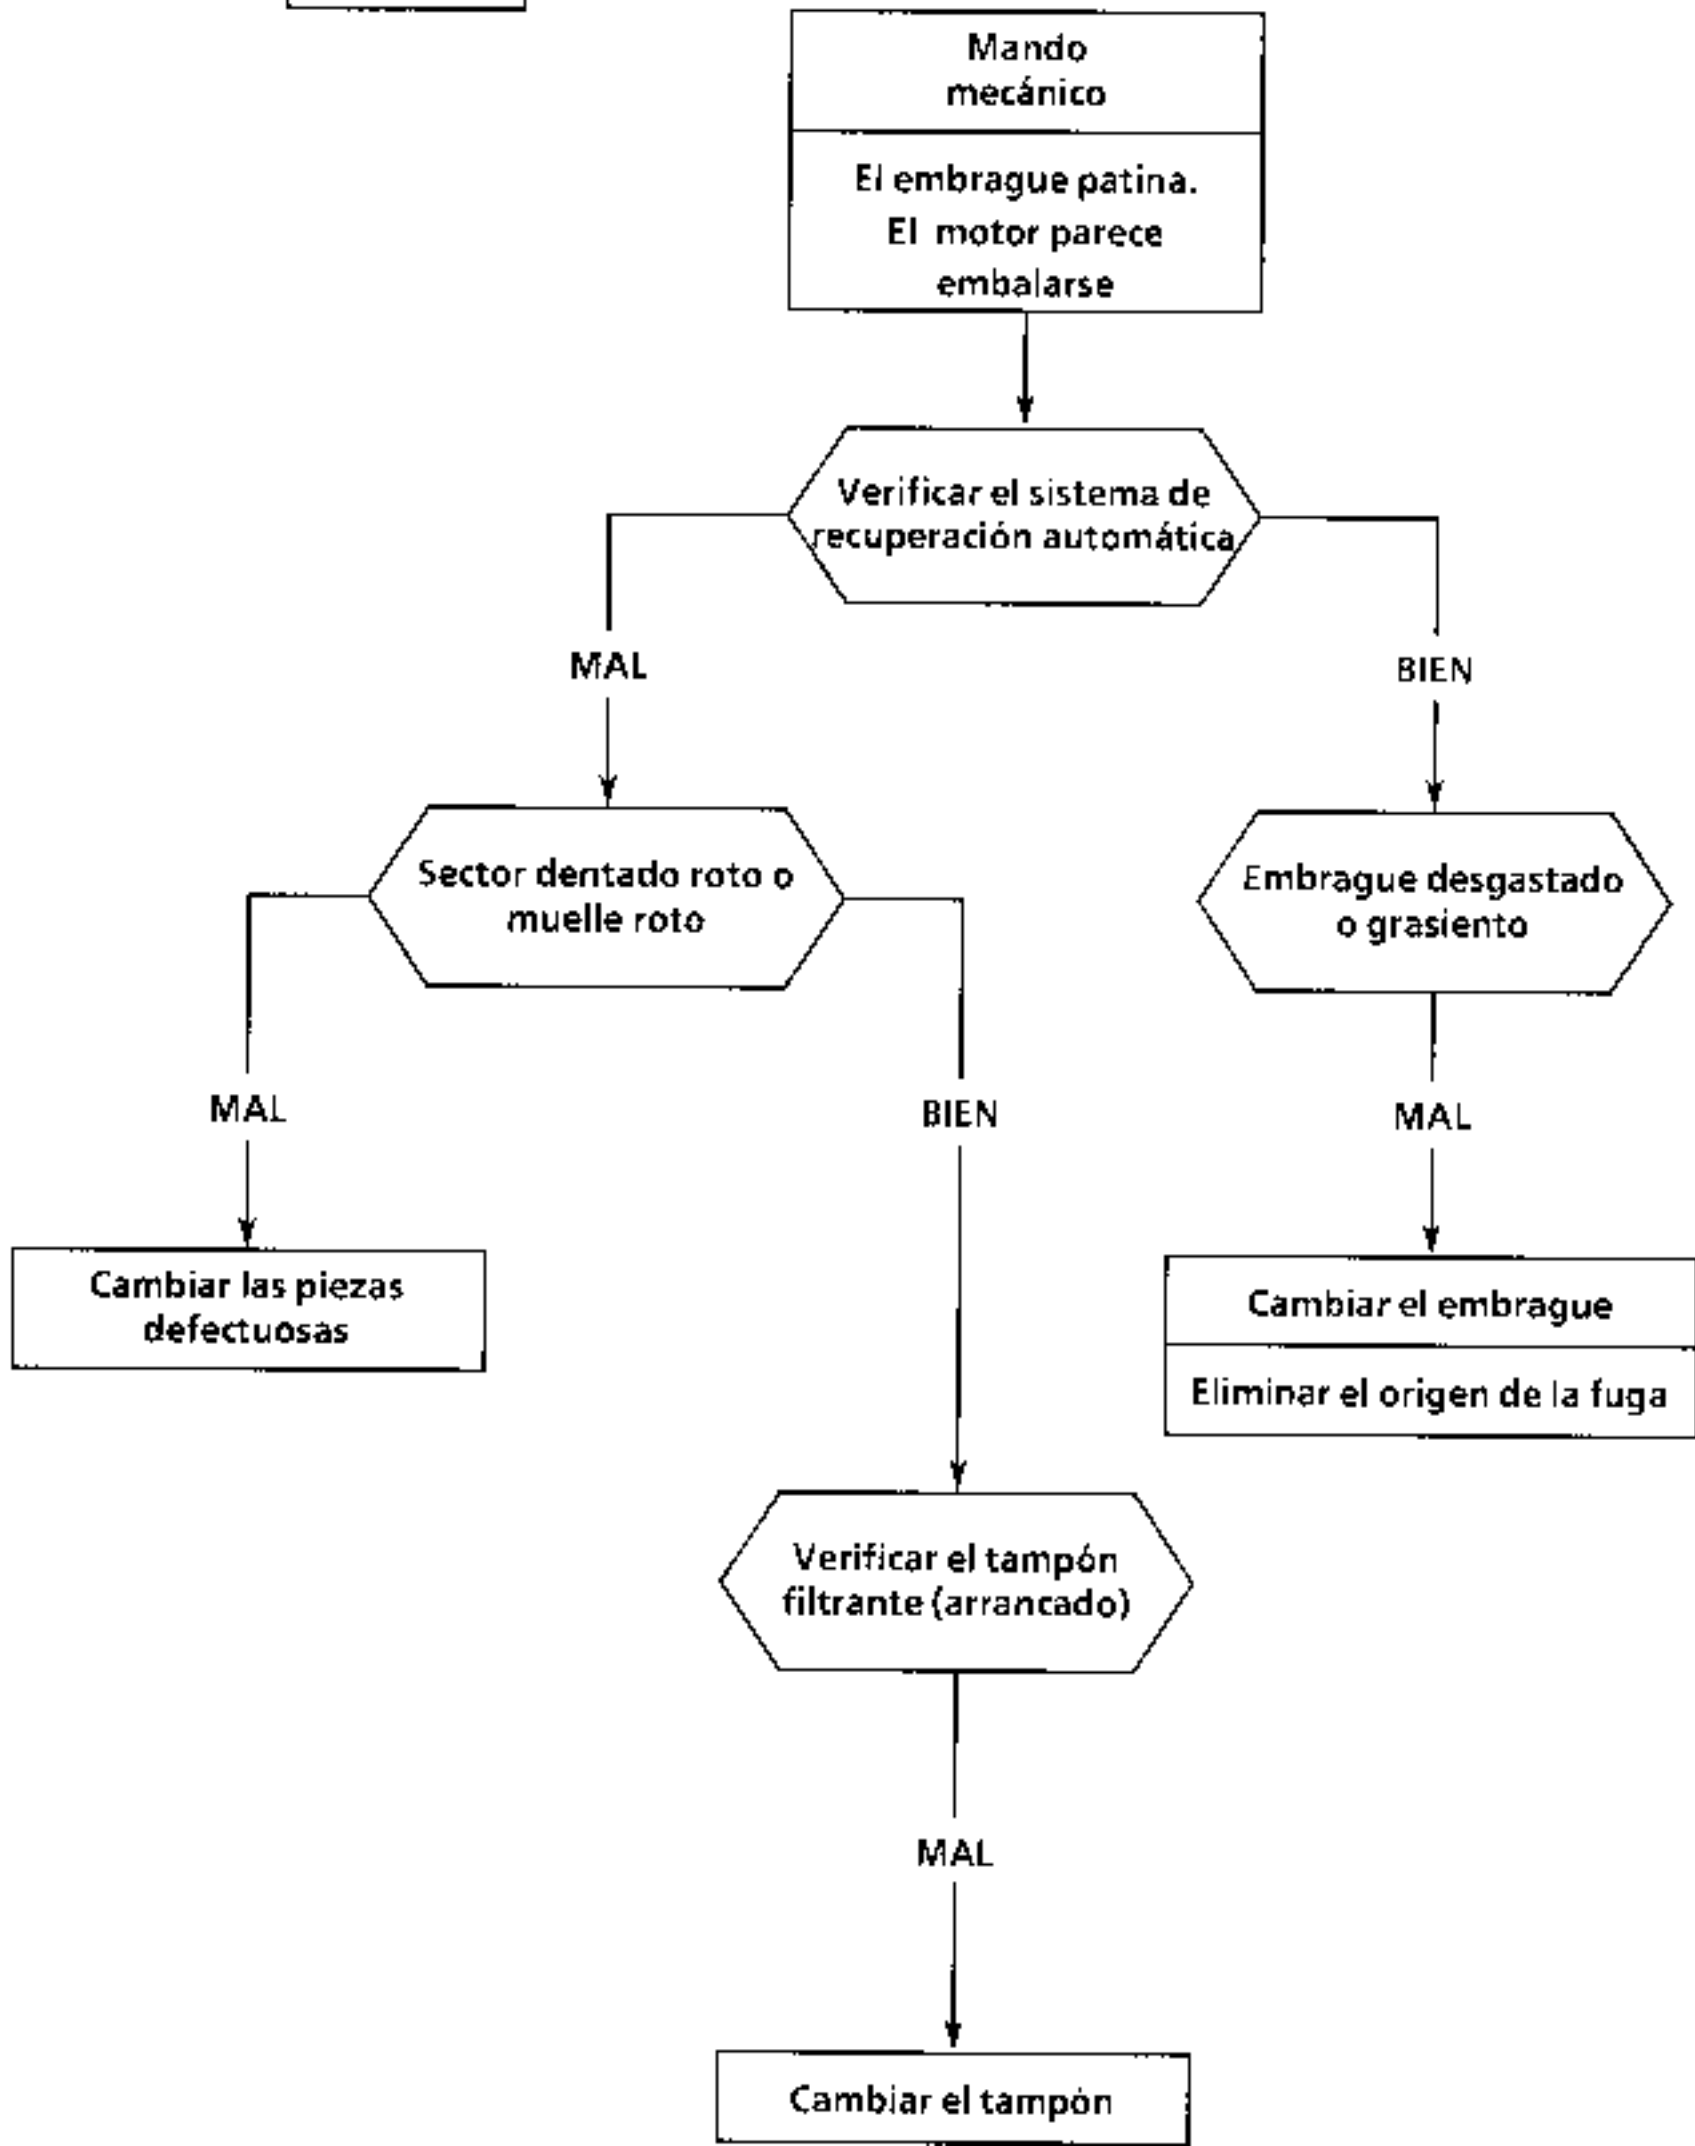 Mando
mecánico
El embrague patina.
El motor parece
embalarse
Verificar el sistema de
recuperación automática
MAL
BIEN
Sector dentado roto o
muelle roto
Embrague desgastado
o grasiento
MAL
BIEN
MAL
Cambiar las piezas
defectuosas
Cambiar el embrague
Eliminar el origen de la fuga
Verificar el tampón
filtrante (arrancado)
MAL
Cambiar el tampón